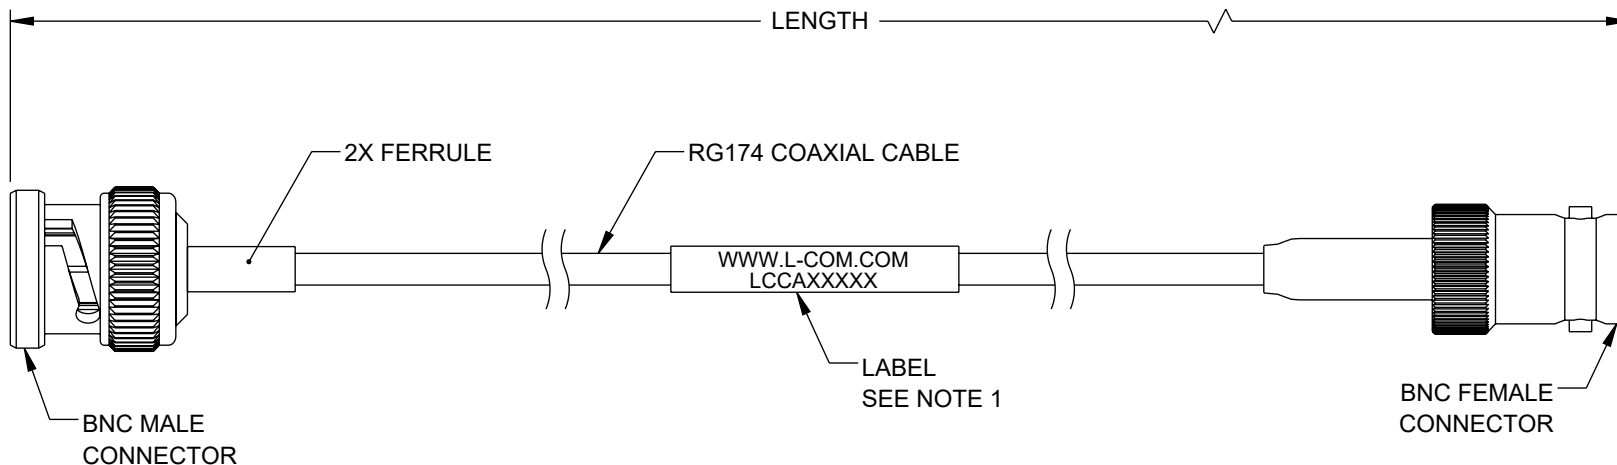 LENGTH
2X FERRULE
RG174 COAXIAL CABLE
WWW.L-COM.COM
LCCAXXXXX
LABEL
SEE NOTE 1
BNC MALE
CONNECTOR
BNC FEMALE
CONNECTOR